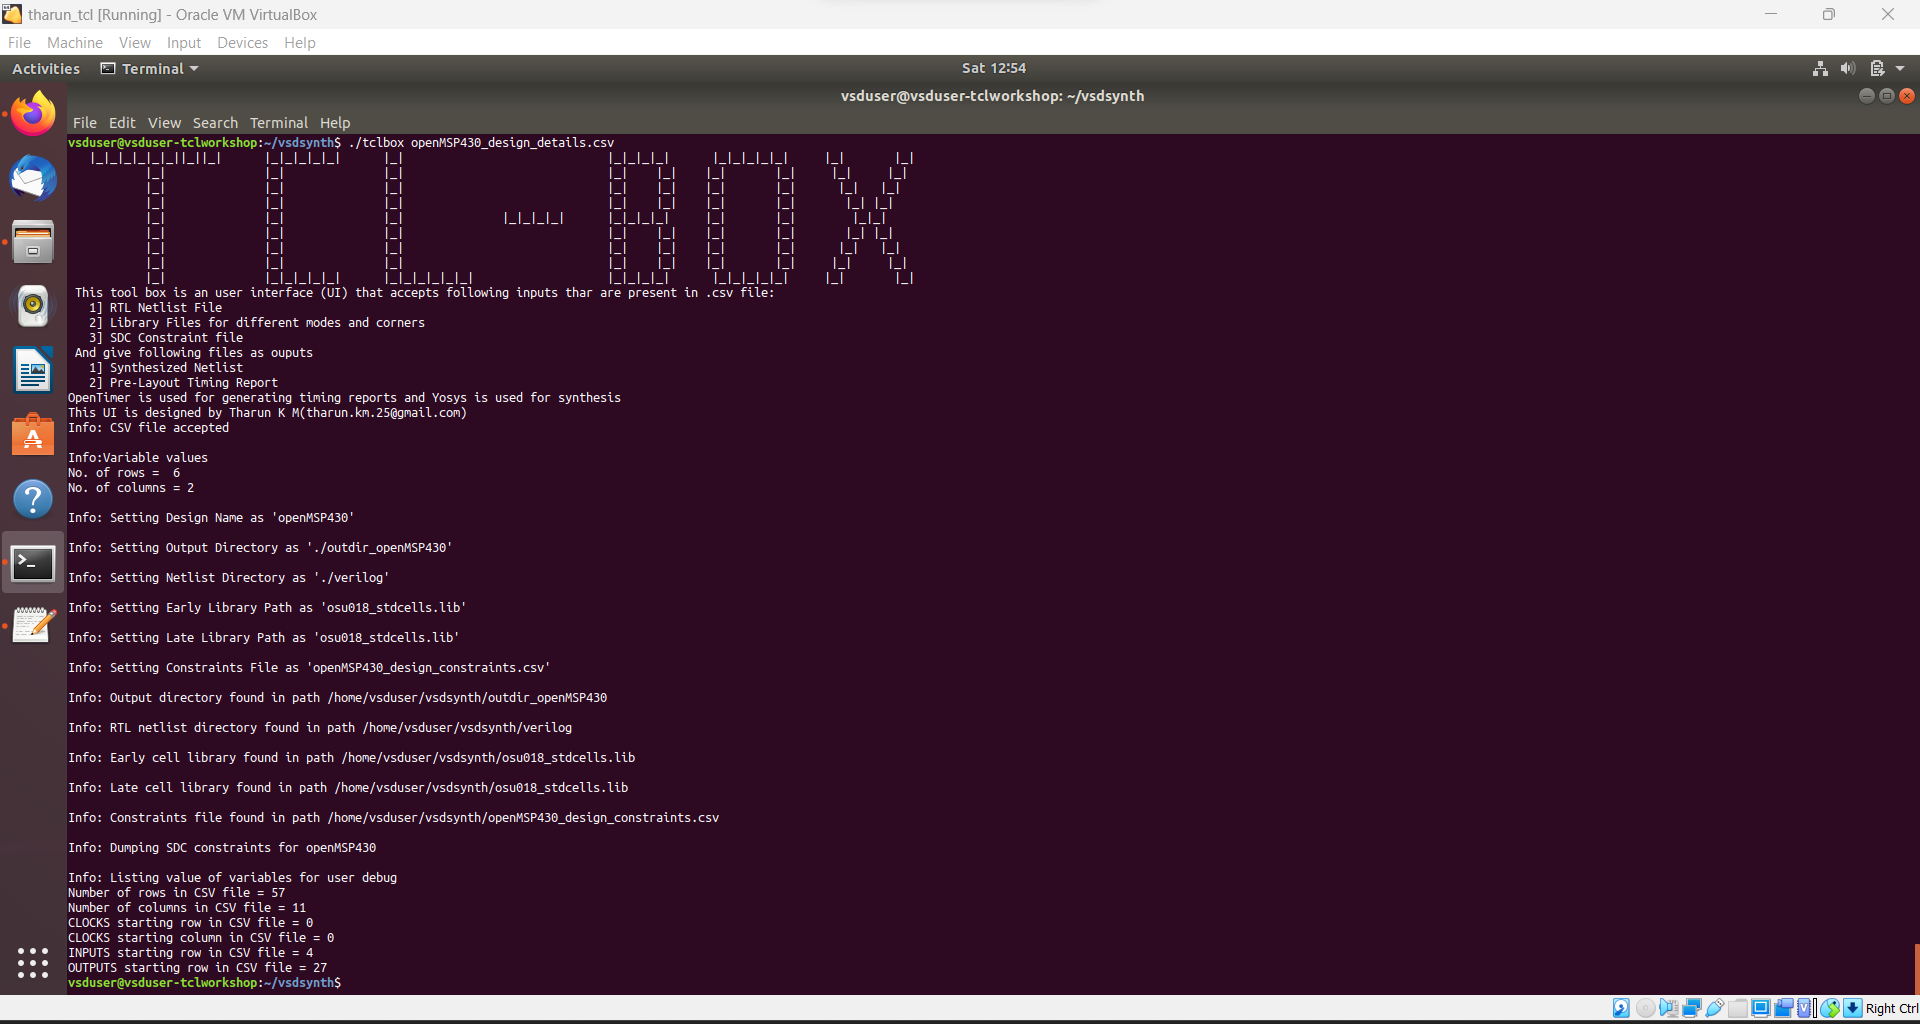 tharun_tcl [Running] - Oracle VM VirtualBox
File Machine View Input Devices Help
Activities Terminal Sat 12:54
vsduser@vsduser-tclworkshop: ~/vsdsynth
File Edit View Search Terminal Help
vsduser@vsduser-tclworkshop:~/vsdsynth$ ./tclbox openMSP430_design_details.csv
TCL-BOX
This tool box is an user interface (UI) that accepts following inputs thar are present in .csv file:
1] RTL Netlist File
2] Library Files for different modes and corners
3] SDC Constraint file
And give following files as ouputs
1] Synthesized Netlist
2] Pre-Layout Timing Report
OpenTimer is used for generating timing reports and Yosys is used for synthesis
This UI is designed by Tharun K M(tharun.km.25@gmail.com)
Info: CSV file accepted
Info:Variable values
No. of rows =  6
No. of columns = 2
Info: Setting Design Name as 'openMSP430'
Info: Setting Output Directory as './outdir_openMSP430'
Info: Setting Netlist Directory as './verilog'
Info: Setting Early Library Path as 'osu018_stdcells.lib'
Info: Setting Late Library Path as 'osu018_stdcells.lib'
Info: Setting Constraints File as 'openMSP430_design_constraints.csv'
Info: Output directory found in path /home/vsduser/vsdsynth/outdir_openMSP430
Info: RTL netlist directory found in path /home/vsduser/vsdsynth/verilog
Info: Early cell library found in path /home/vsduser/vsdsynth/osu018_stdcells.lib
Info: Late cell library found in path /home/vsduser/vsdsynth/osu018_stdcells.lib
Info: Constraints file found in path /home/vsduser/vsdsynth/openMSP430_design_constraints.csv
Info: Dumping SDC constraints for openMSP430
Info: Listing value of variables for user debug
Number of rows in CSV file = 57
Number of columns in CSV file = 11
CLOCKS starting row in CSV file = 0
CLOCKS starting column in CSV file = 0
INPUTS starting row in CSV file = 4
OUTPUTS starting row in CSV file = 27
vsduser@vsduser-tclworkshop:~/vsdsynth$
Right Ctrl